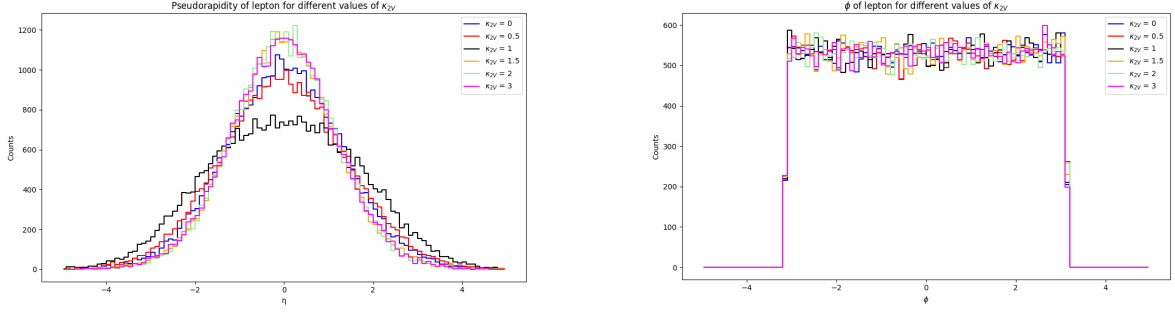 Pseudorapidity of lepton for different values of κ₂V
1200
1000
800
600
400
200
0
Counts
−4
−2
0
2
4
η
κ₂V = 0
κ₂V = 0.5
κ₂V = 1
κ₂V = 1.5
κ₂V = 2
κ₂V = 3
ϕ of lepton for different values of κ₂V
600
500
400
300
200
100
0
Counts
−4
−2
0
2
4
ϕ
κ₂V = 0
κ₂V = 0.5
κ₂V = 1
κ₂V = 1.5
κ₂V = 2
κ₂V = 3